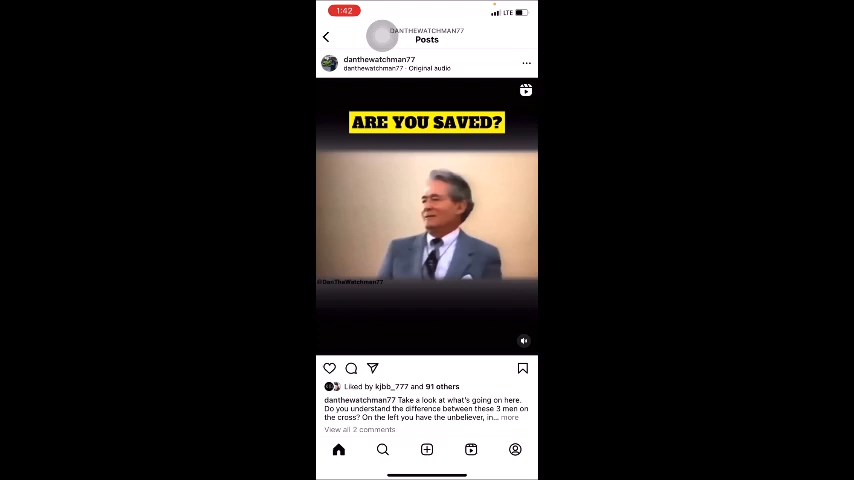 1:42
LTE
DANTHEWATCHMAN77
Posts
danthewatchman77
danthewatchman77 · Original audio
ARE YOU SAVED?
@DanTheWatchman77
Liked by kjbb_777 and 91 others
danthewatchman77 Take a look at what's going on here.
Do you understand the difference between these 3 men on
the cross? On the left you have the unbeliever, in... more
View all 2 comments